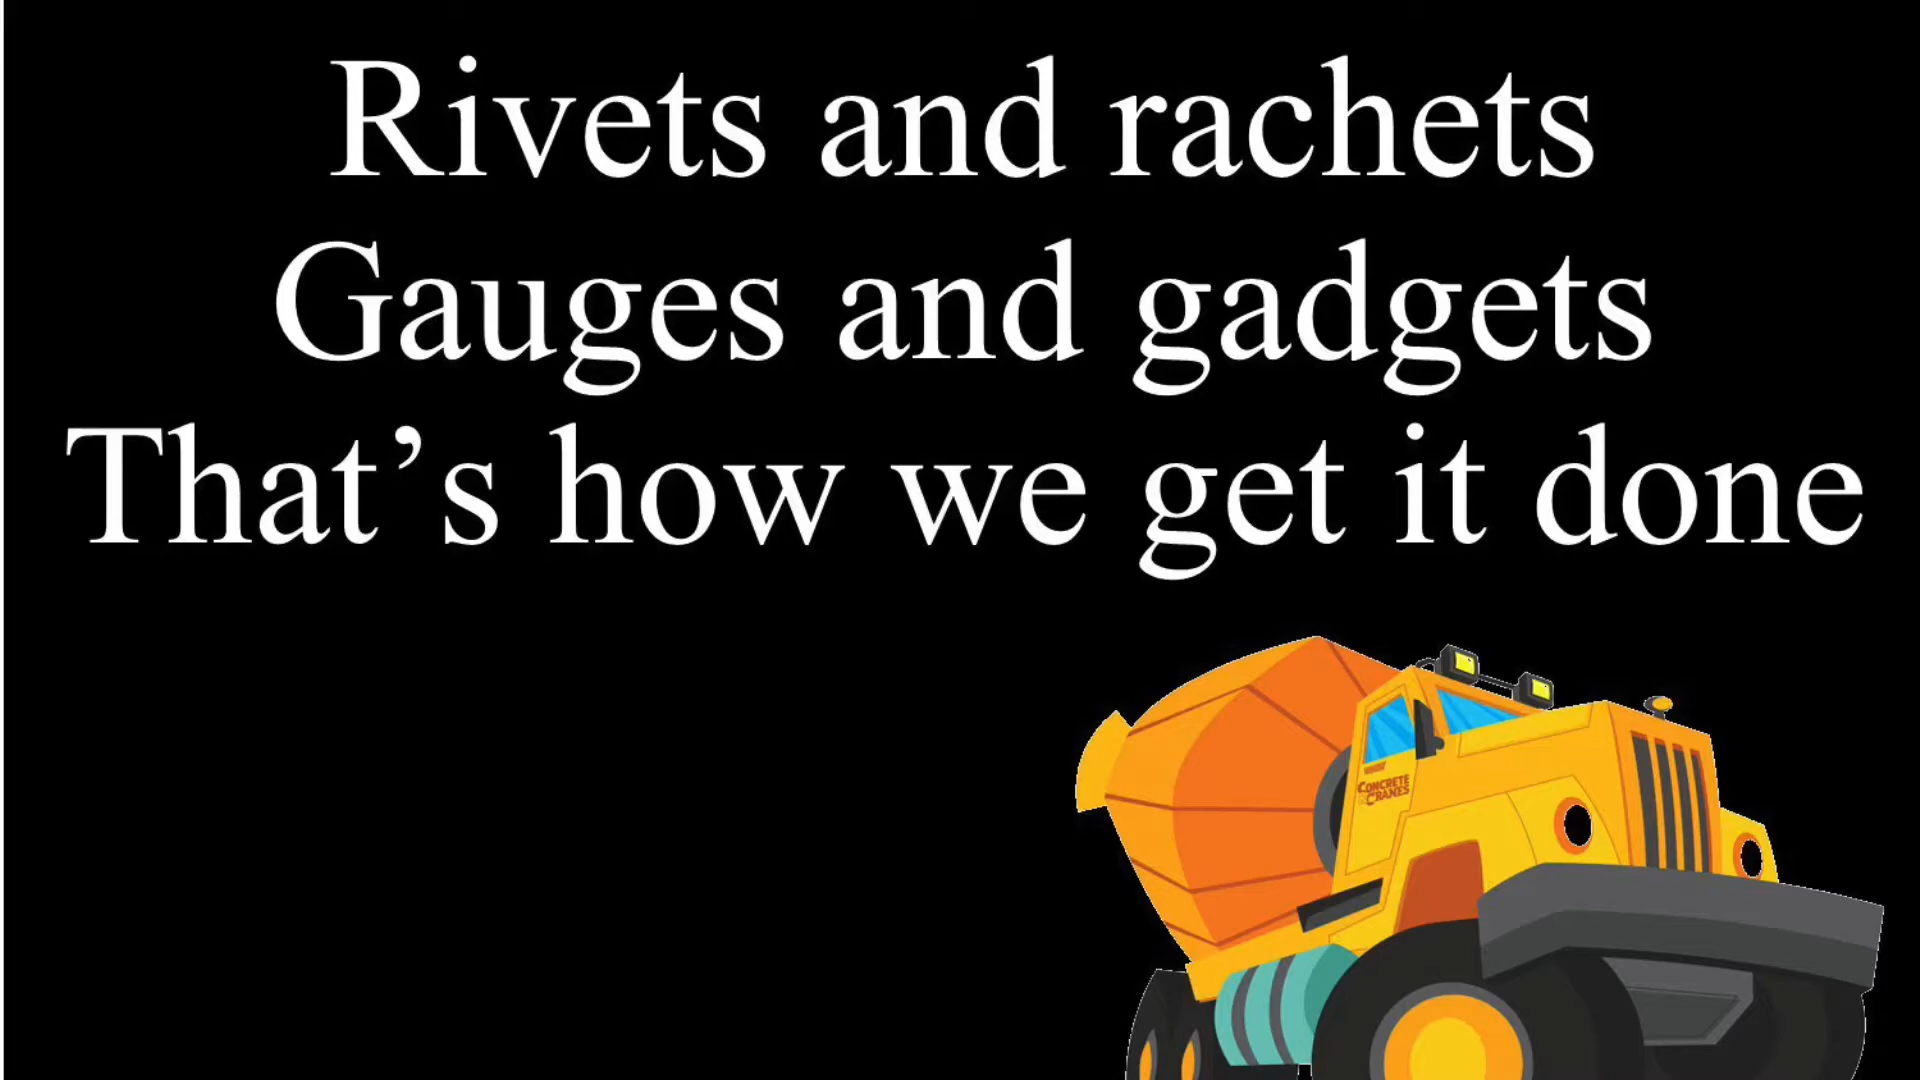 Rivets and rachets
Gauges and gadgets
That’s how we get it done
CONCRETE
& CRANES